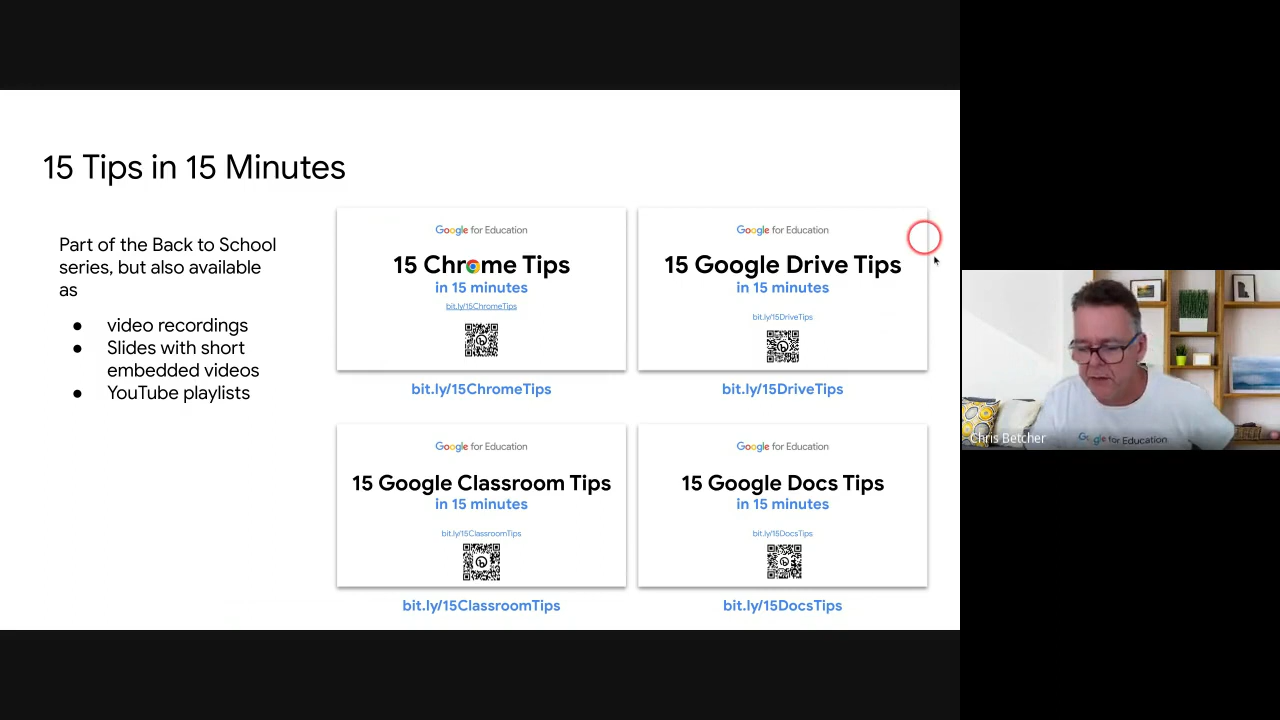 15 Tips in 15 Minutes
Part of the Back to School
series, but also available
as
● video recordings
● Slides with short
embedded videos
● YouTube playlists
Google for Education
15 Chrome Tips
in 15 minutes
bit.ly/15ChromeTips
bit.ly/15ChromeTips
Google for Education
15 Google Drive Tips
in 15 minutes
bit.ly/15DriveTips
bit.ly/15DriveTips
Google for Education
15 Google Classroom Tips
in 15 minutes
bit.ly/15ClassroomTips
bit.ly/15ClassroomTips
Google for Education
15 Google Docs Tips
in 15 minutes
bit.ly/15DocsTips
bit.ly/15DocsTips
Chris Betcher
Google for Education